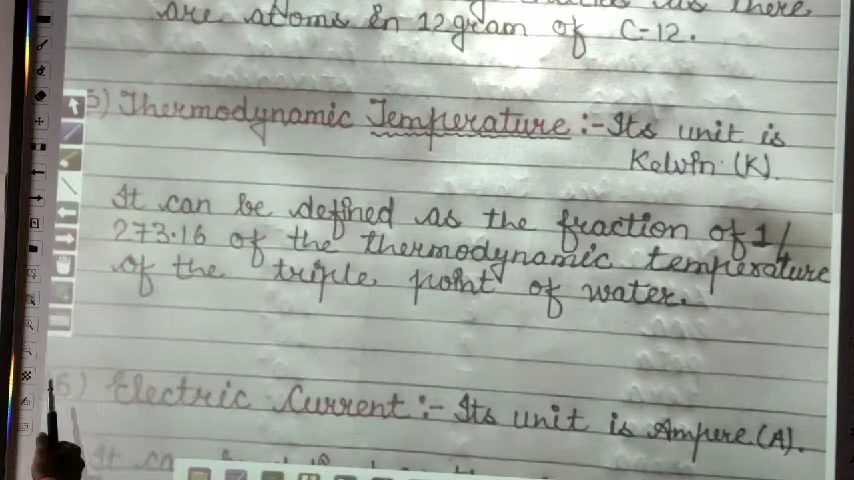 are atoms in 12 gram of C-12.
5) Thermodynamic Temperature :- Its unit is
Kelvin (K).
It can be defined as the fraction of 1/
273.16 of the thermodynamic temperature
of the triple point of water.
6) Electric Current :- Its unit is Ampere (A).
It